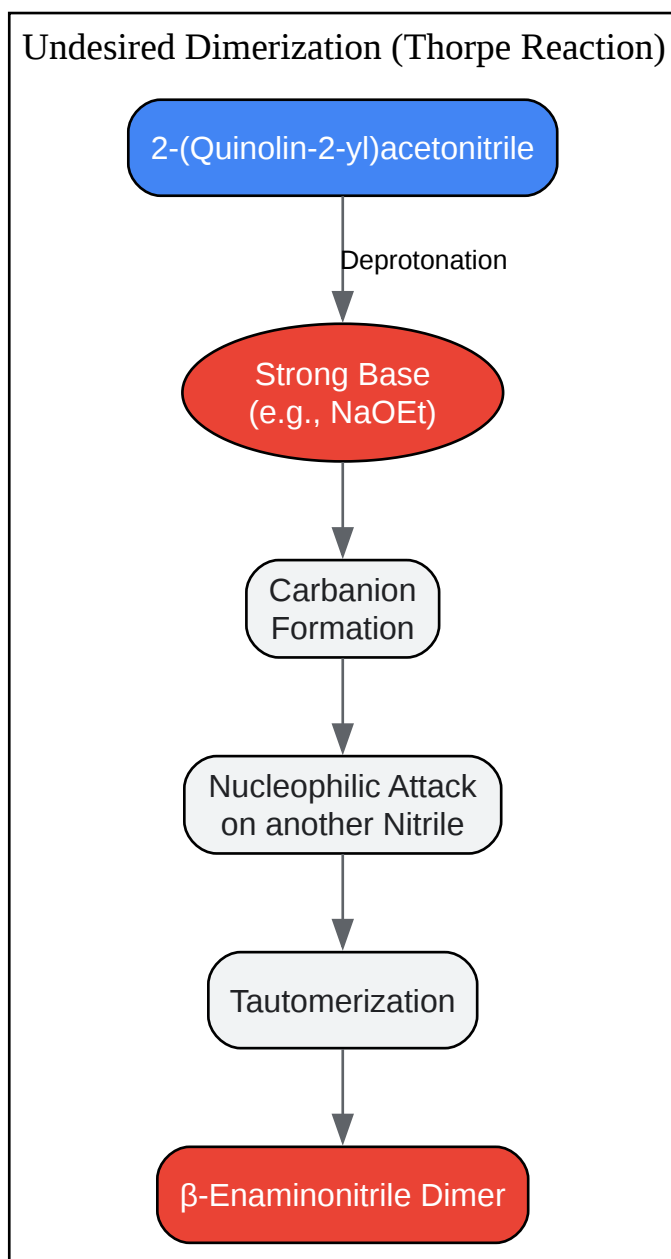 Undesired Dimerization (Thorpe Reaction)
2-(Quinolin-2-yl)acetonitrile
Deprotonation
Strong Base
(e.g., NaOEt)
Carbanion
Formation
Nucleophilic Attack
on another Nitrile
Tautomerization
β-Enaminonitrile Dimer